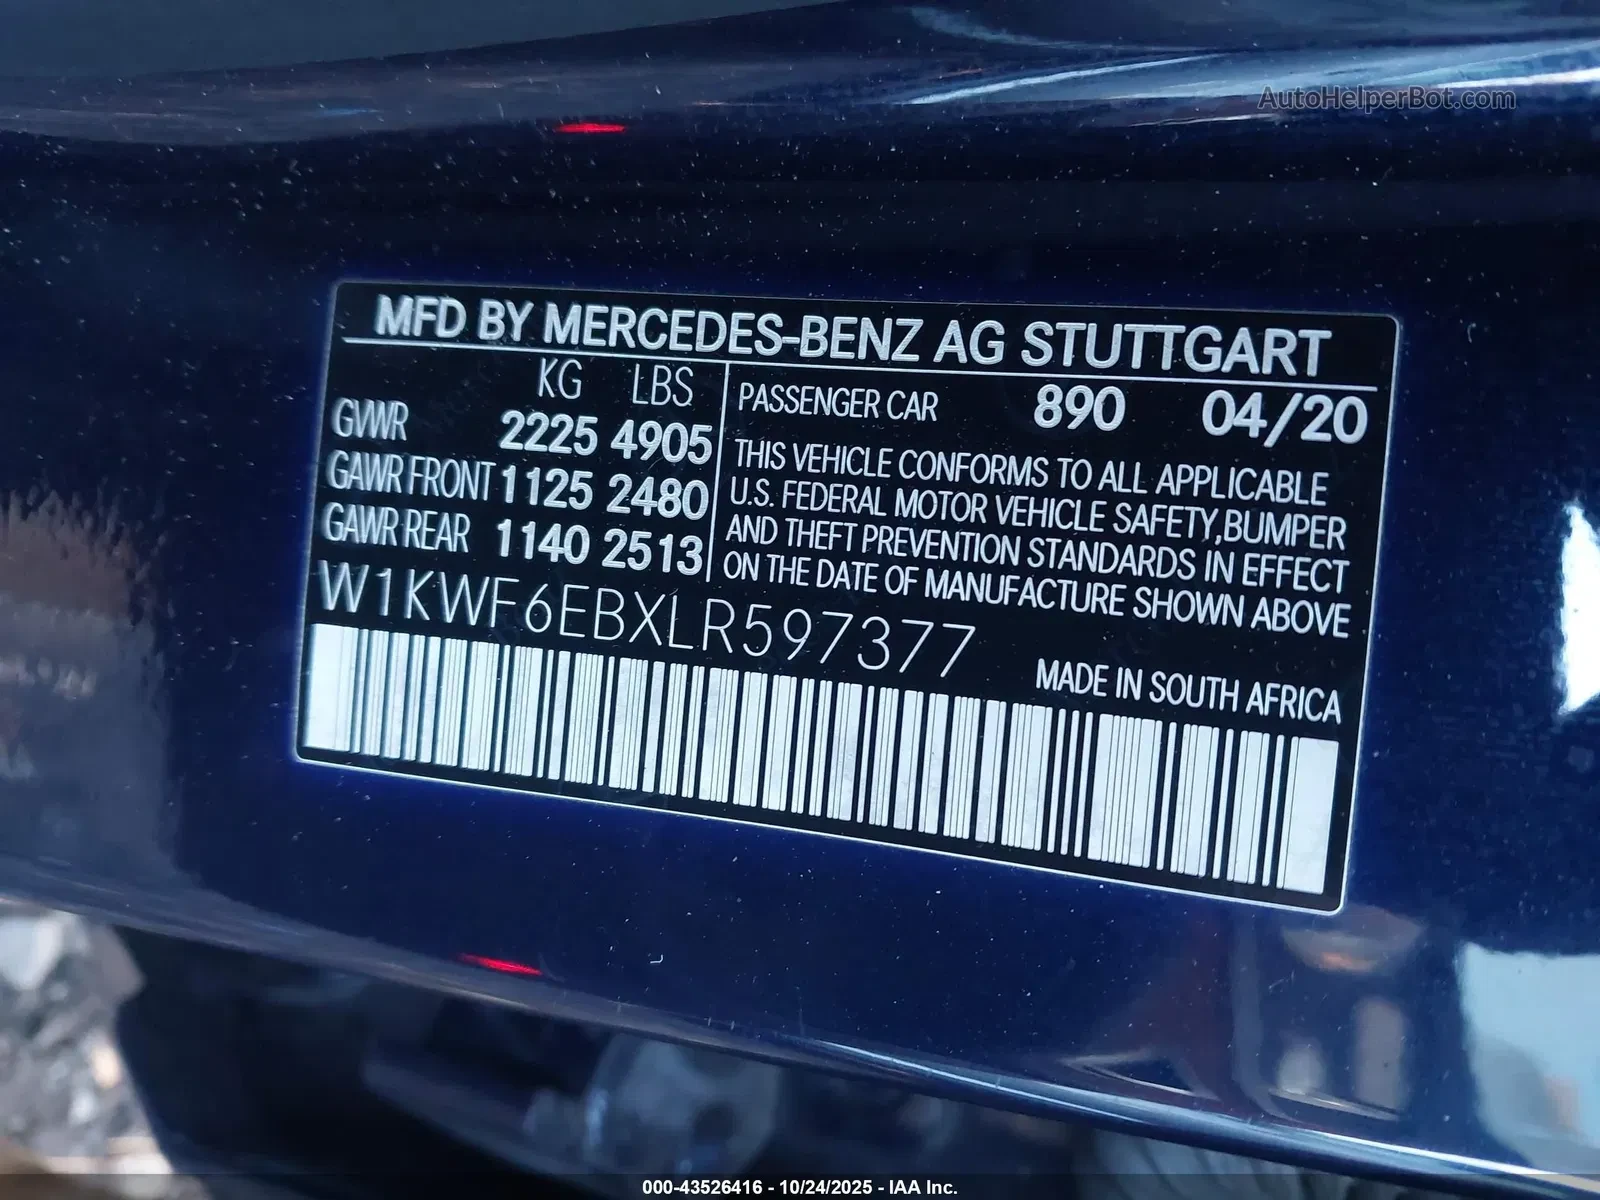 AutoHelperBot.com
MFD BY MERCEDES-BENZ AG STUTTGART
KG LBS
GVWR 2225 4905
GAWR FRONT 1125 2480
GAWR REAR 1140 2513
PASSENGER CAR 890 04/20
THIS VEHICLE CONFORMS TO ALL APPLICABLE
U.S. FEDERAL MOTOR VEHICLE SAFETY,BUMPER
AND THEFT PREVENTION STANDARDS IN EFFECT
ON THE DATE OF MANUFACTURE SHOWN ABOVE
W1KWF6EBXLR597377
MADE IN SOUTH AFRICA
000-43526416 - 10/24/2025 - IAA Inc.